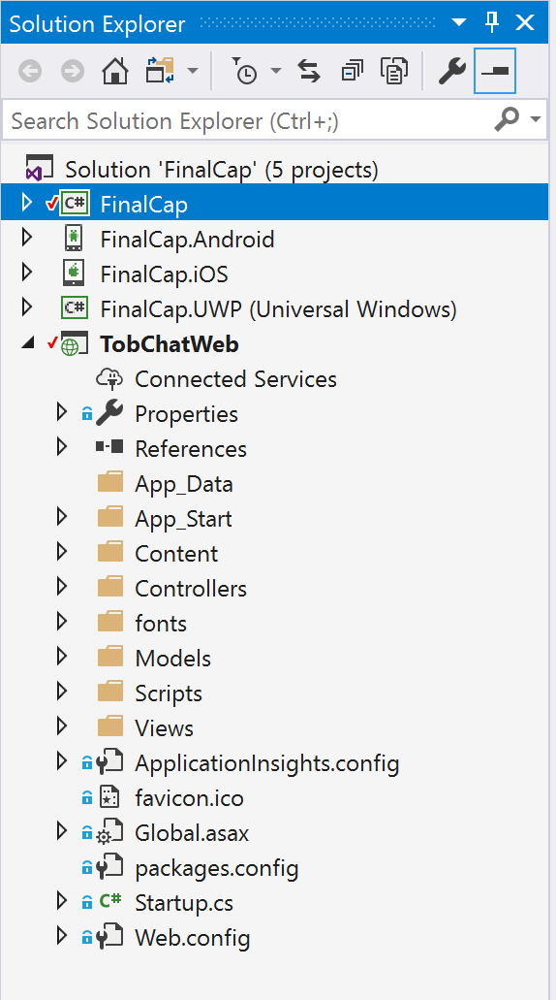 Solution Explorer
Search Solution Explorer (Ctrl+;)
Solution 'FinalCap' (5 projects)
C# FinalCap
FinalCap.Android
FinalCap.iOS
C# FinalCap.UWP (Universal Windows)
TobChatWeb
Connected Services
Properties
References
App_Data
App_Start
Content
Controllers
fonts
Models
Scripts
Views
ApplicationInsights.config
favicon.ico
Global.asax
packages.config
C# Startup.cs
Web.config